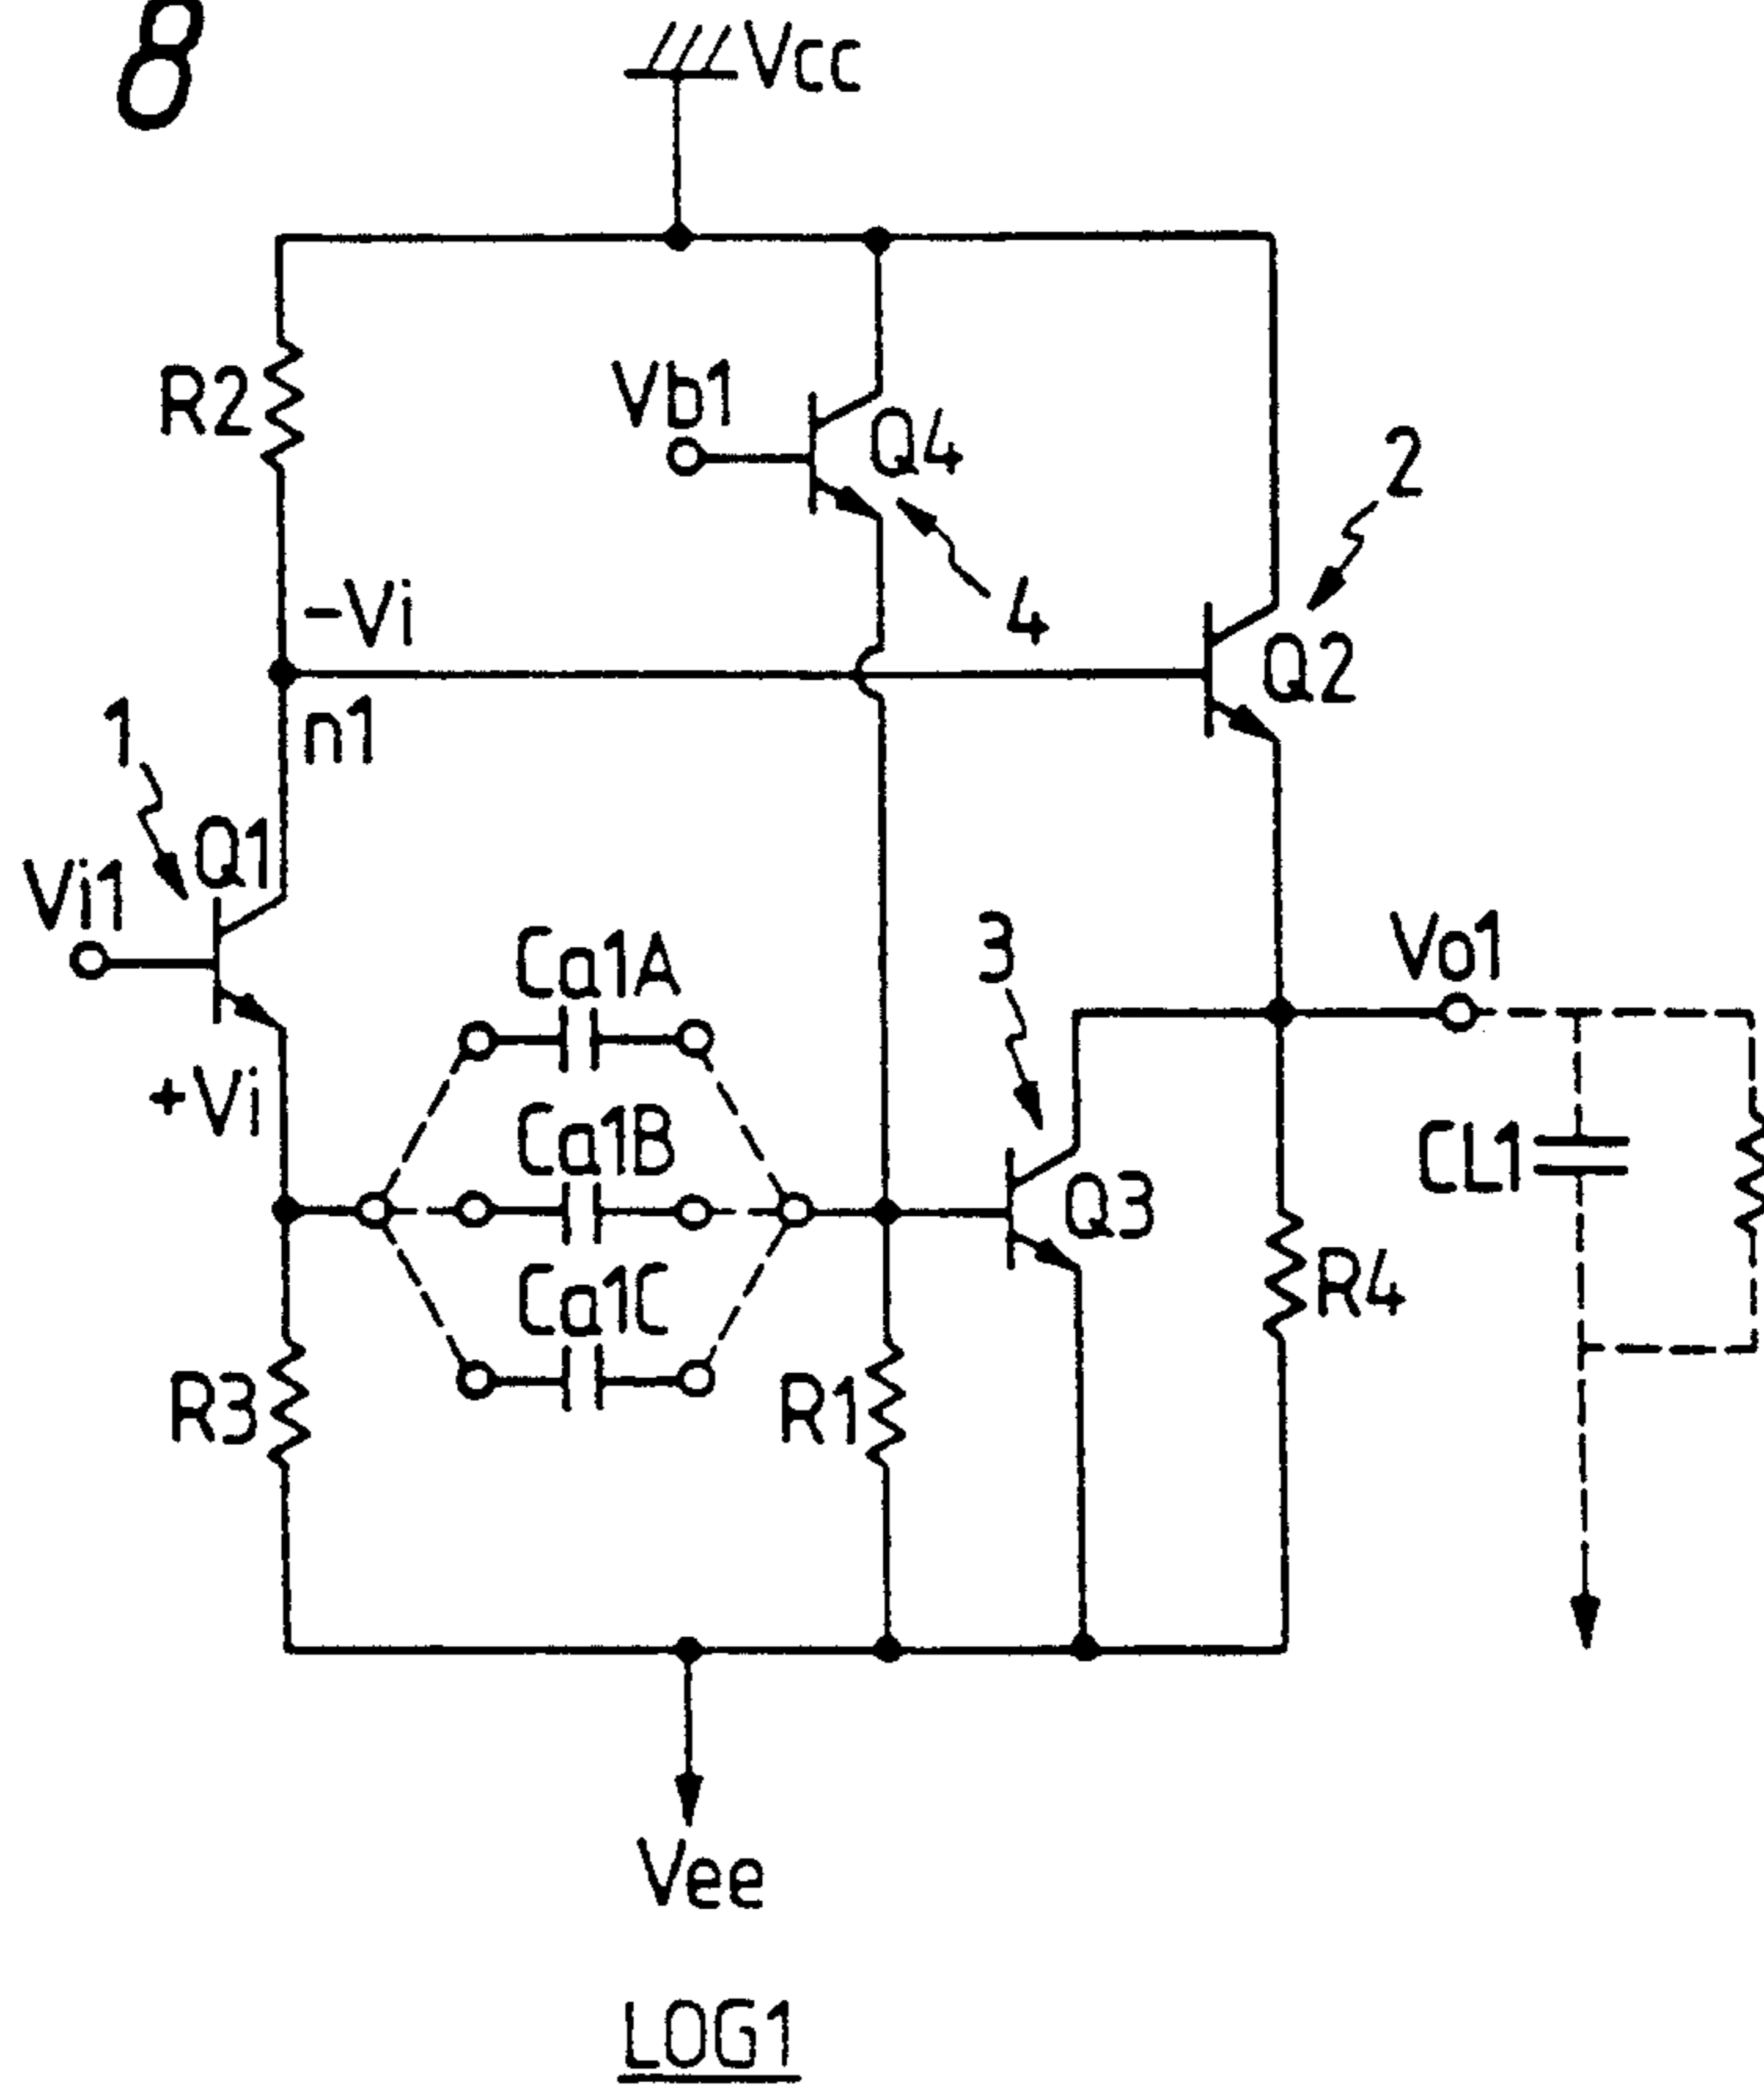 8
Vcc
R2
Vb1
Q4
2
-Vi
4
Q2
n1
1
Q1
Vi1
Ca1A
3
Vo1
+Vi
Ca1B
CL1
Q3
Ca1C
R4
R3
R1
Vee
LOG1